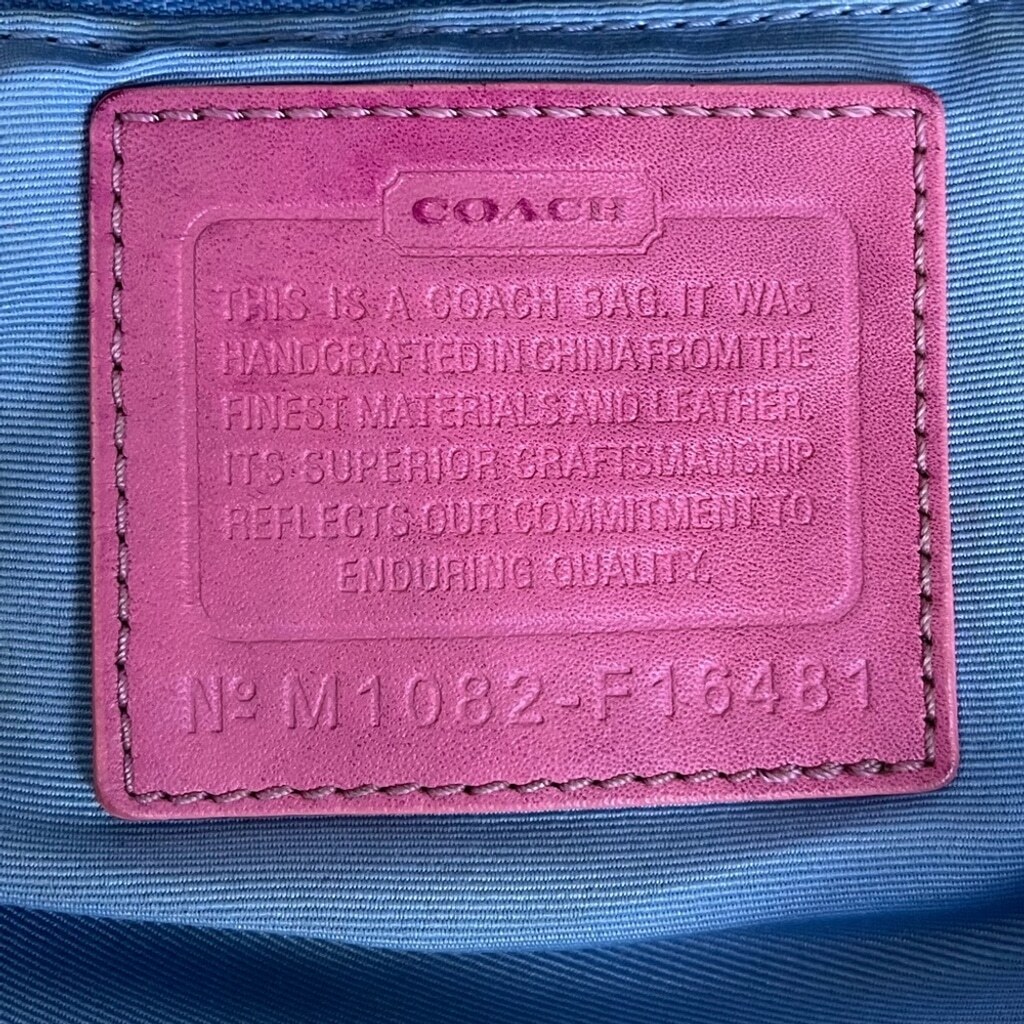 COACH
THIS IS A COACH BAG. IT WAS
HANDCRAFTED IN CHINA FROM THE
FINEST MATERIALS AND LEATHER.
ITS SUPERIOR CRAFTSMANSHIP
REFLECTS OUR COMMITMENT TO
ENDURING QUALITY.
Nº M1082-F16481